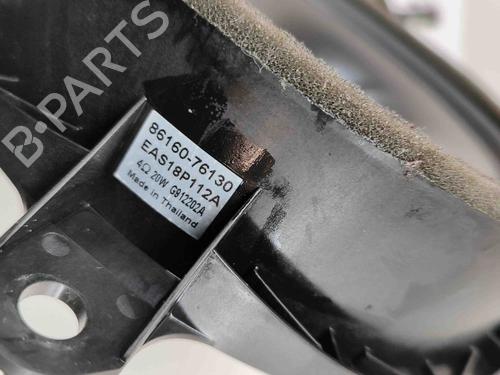 B-PARTS
86160-76130
EAS18P112A
4Ω 20W G912202A
Made in Thailand